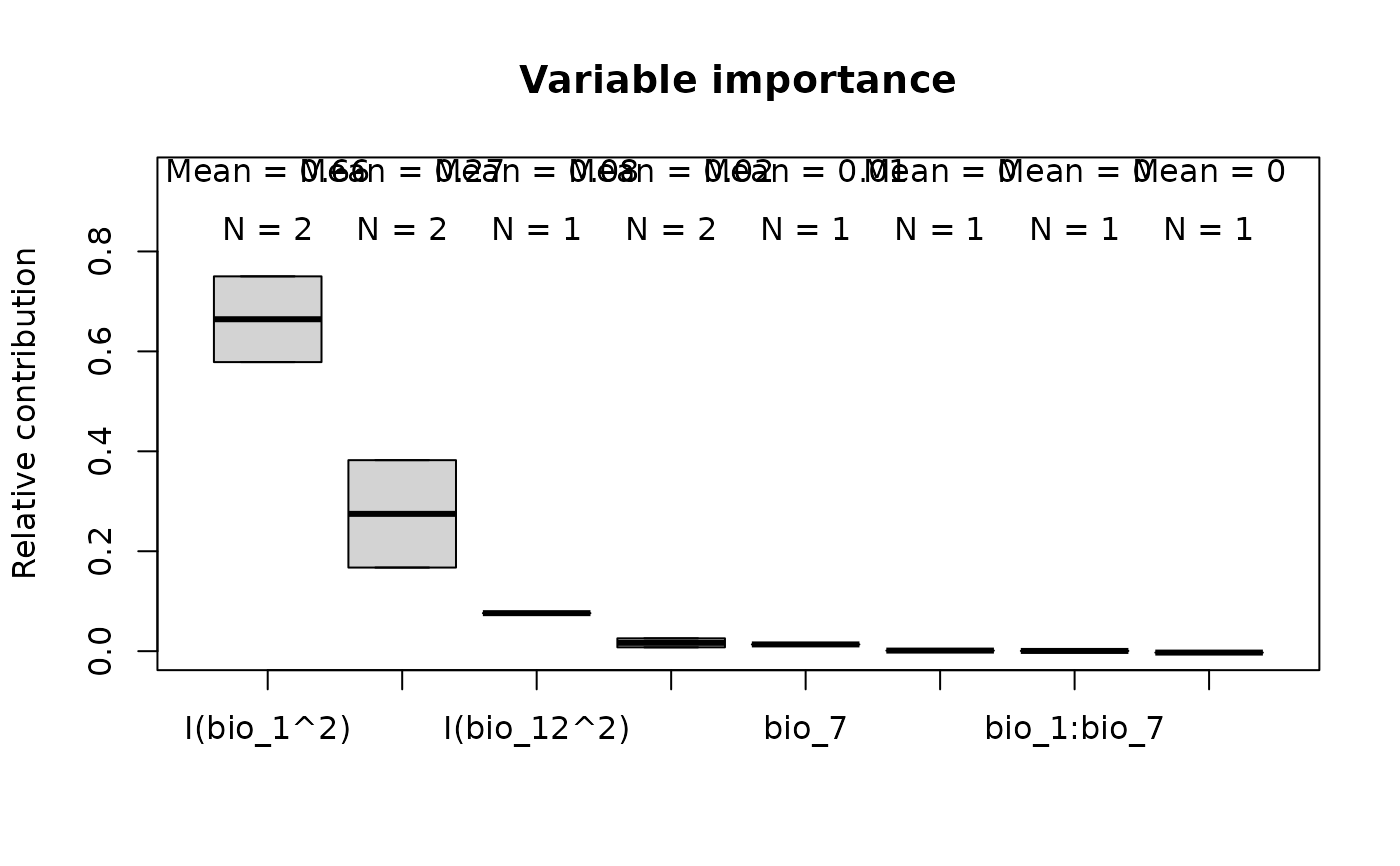 Variable importance
Mean = 0.66 Mean = 0.27 Mean = 0.08 Mean = 0.02 Mean = 0.01 Mean = 0 Mean = 0 Mean = 0
N = 2 N = 2 N = 1 N = 2 N = 1 N = 1 N = 1 N = 1
Relative contribution
0.8
0.6
0.4
0.2
0.0
I(bio_1^2) I(bio_12^2) bio_7 bio_1:bio_7